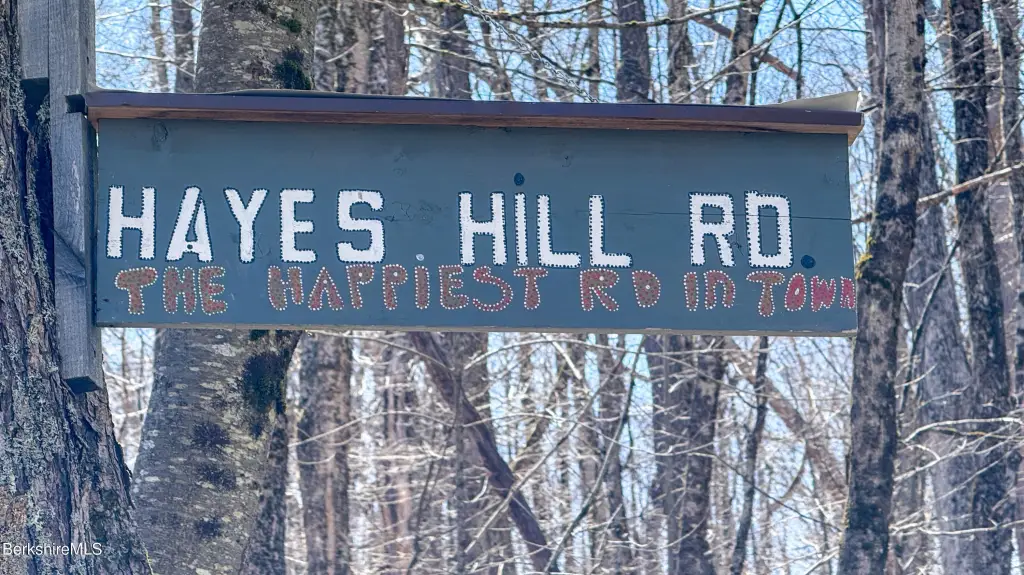 HAYES HILL RD.
THE HAPPIEST RD IN TOWN
BerkshireMLS